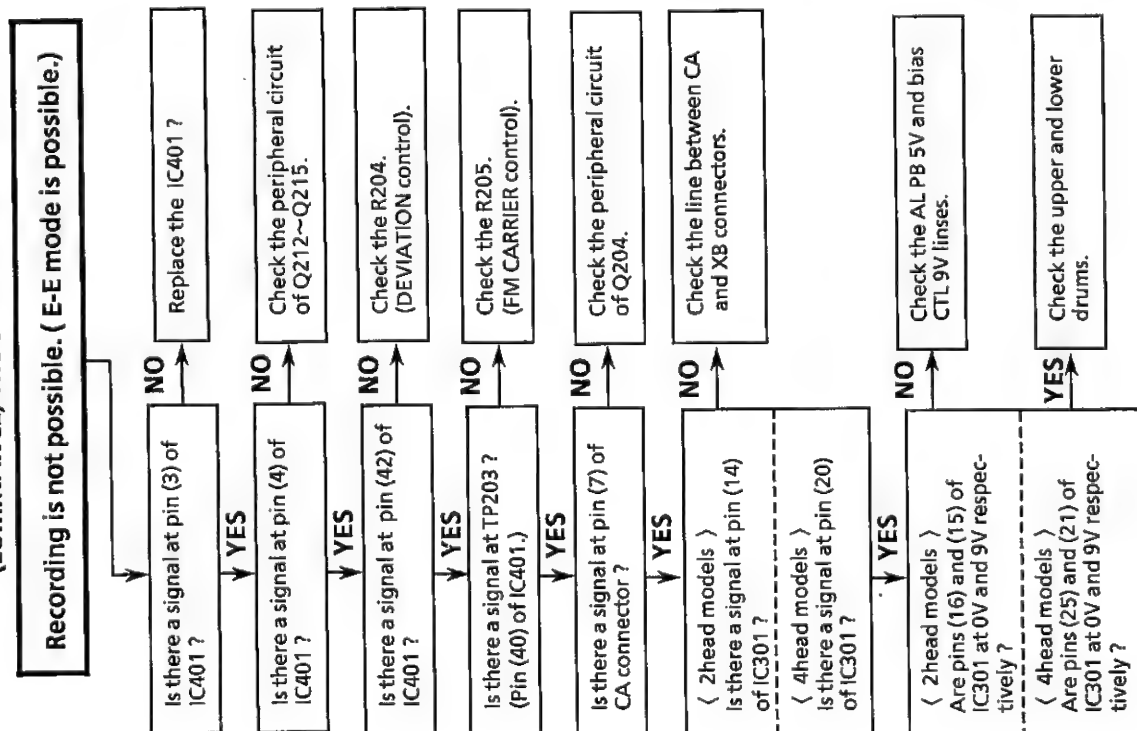 Recording is not possible. ( E-E mode is possible.)
Is there a signal at pin (3) of
IC401 ?
NO
Replace the IC401 ?
YES
Is there a signal at pin (4) of
IC401 ?
NO
Check the peripheral circuit
of Q212~Q215.
YES
Is there a signal at pin (42) of
IC401 ?
NO
Check the R204.
(DEVIATION control).
YES
Is there a signal at TP203 ?
(Pin (40) of IC401.)
NO
Check the R205.
(FM CARRIER control).
YES
Is there a signal at pin (7) of
CA connector ?
NO
Check the peripheral circuit
of Q204.
YES
〈 2head models 〉
Is there a signal at pin (14)
of IC301 ?
〈 4head models 〉
Is there a signal at pin (20)
of IC301 ?
NO
Check the line between CA
and XB connectors.
YES
〈 2head models 〉
Are pins (16) and (15) of
IC301 at 0V and 9V respec-
tively ?
〈 4head models 〉
Are pins (25) and (21) of
IC301 at 0V and 9V respec-
tively ?
NO
Check the AL PB 5V and bias
CTL 9V linses.
YES
Check the upper and lower
drums.